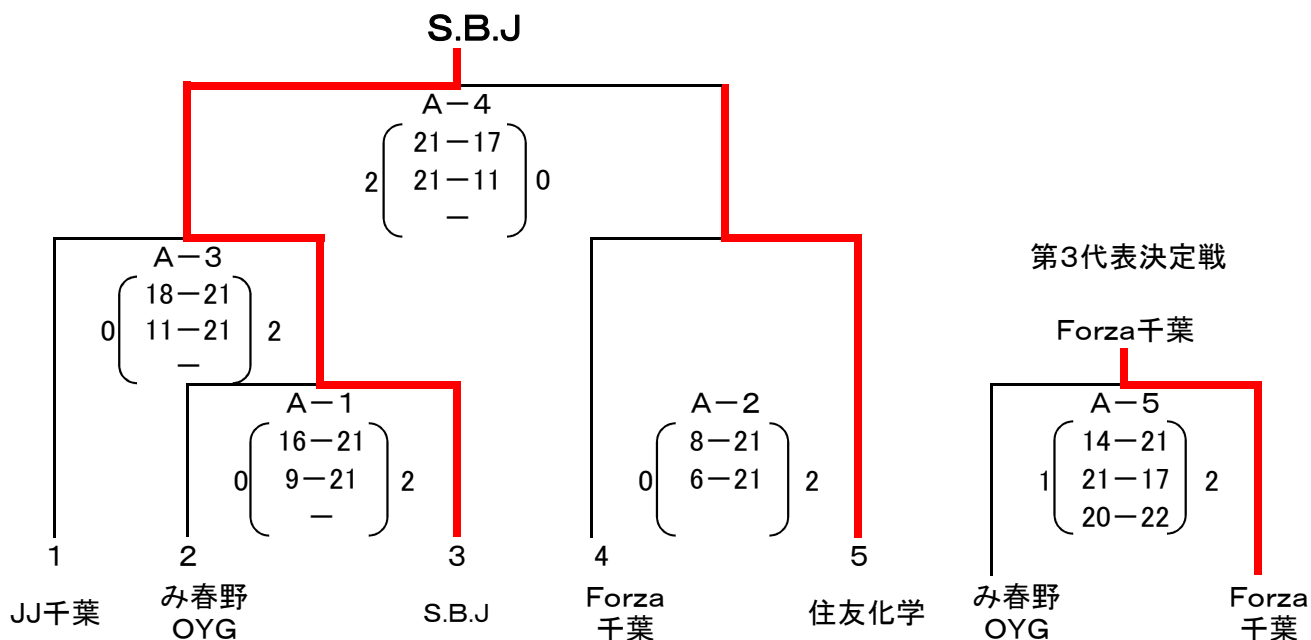 S.B.J
A－4
21－17
2 21－11 0
－
A－3
18－21
0 11－21 2
－
第3代表決定戦
Forza千葉
A－1
16－21
0 9－21 2
－
A－2
8－21
0 6－21 2
A－5
14－21
1 21－17 2
20－22
1 2 3 4 5
JJ千葉
み春野
OYG
S.B.J
Forza
千葉
住友化学
み春野
OYG
Forza
千葉